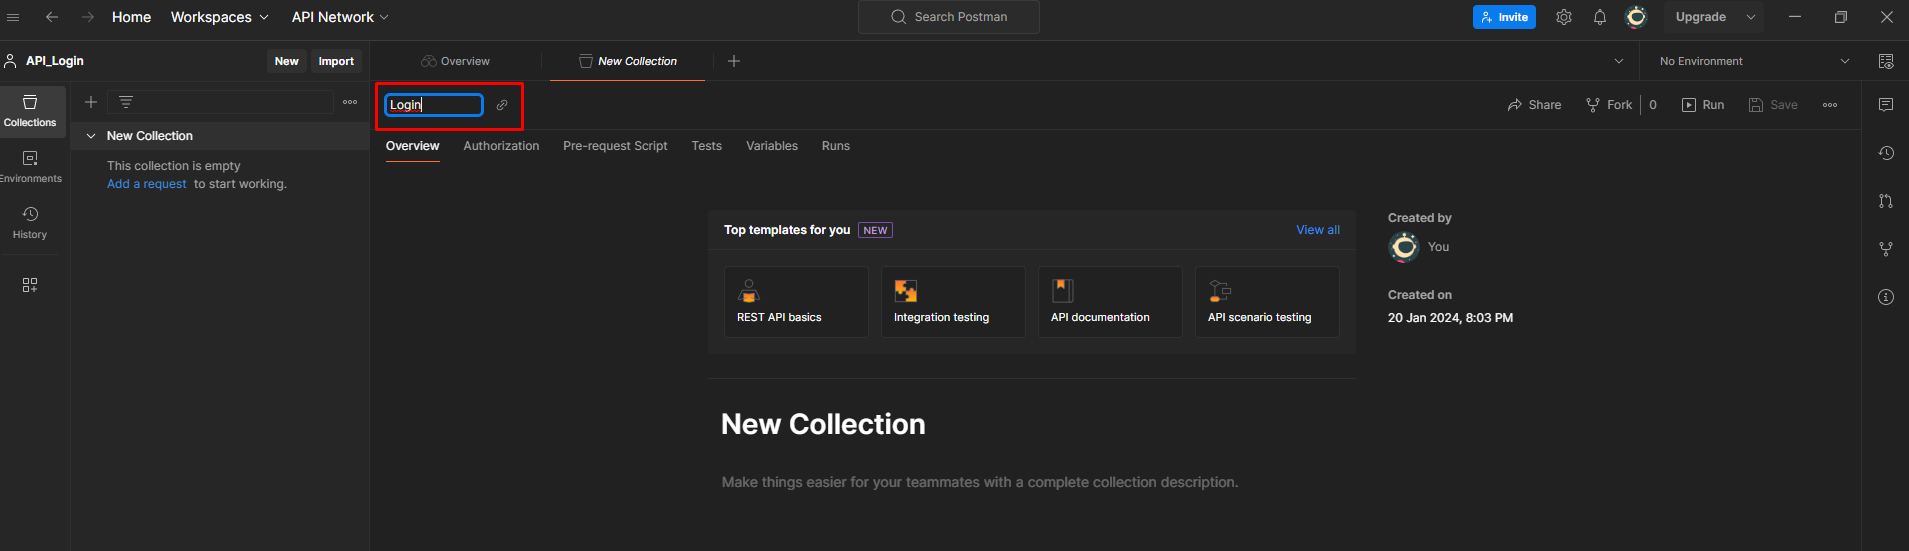 Home Workspaces API Network Search Postman Invite Upgrade
API_Login New Import Overview New Collection No Environment
Login Share Fork 0 Run Save
Collections
New Collection
Overview Authorization Pre-request Script Tests Variables Runs
This collection is empty
Add a request to start working.
Environments
History
Top templates for you NEW View all
REST API basics Integration testing API documentation API scenario testing
Created by
You
Created on
20 Jan 2024, 8:03 PM
New Collection
Make things easier for your teammates with a complete collection description.